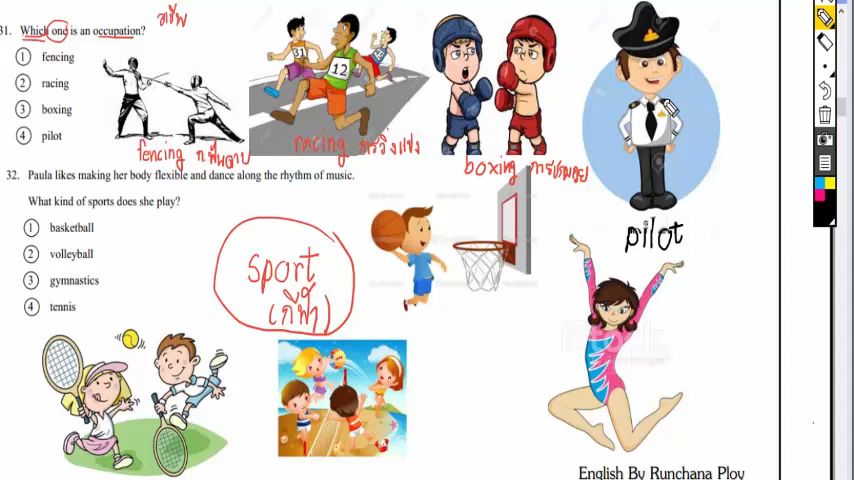 อาชีพ
31. Which one is an occupation?
1 fencing
2 racing
3 boxing
4 pilot
31
12
15
fencing ก.ฟันดาบ
racing การวิ่งแข่ง
boxing การชกมวย
pilot
32. Paula likes making her body flexible and dance along the rhythm of music.
What kind of sports does she play?
1 basketball
2 volleyball
3 gymnastics
4 tennis
sport
(กีฬา)
English By Runchana Ploy